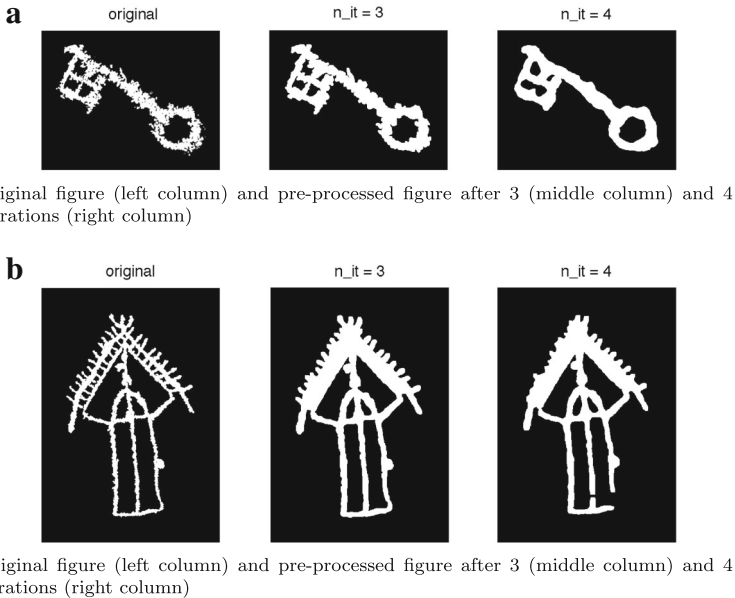 a
original n_it = 3 n_it = 4
iginal figure (left column) and pre-processed figure after 3 (middle column) and 4
rations (right column)
b
original n_it = 3 n_it = 4
iginal figure (left column) and pre-processed figure after 3 (middle column) and 4
rations (right column)